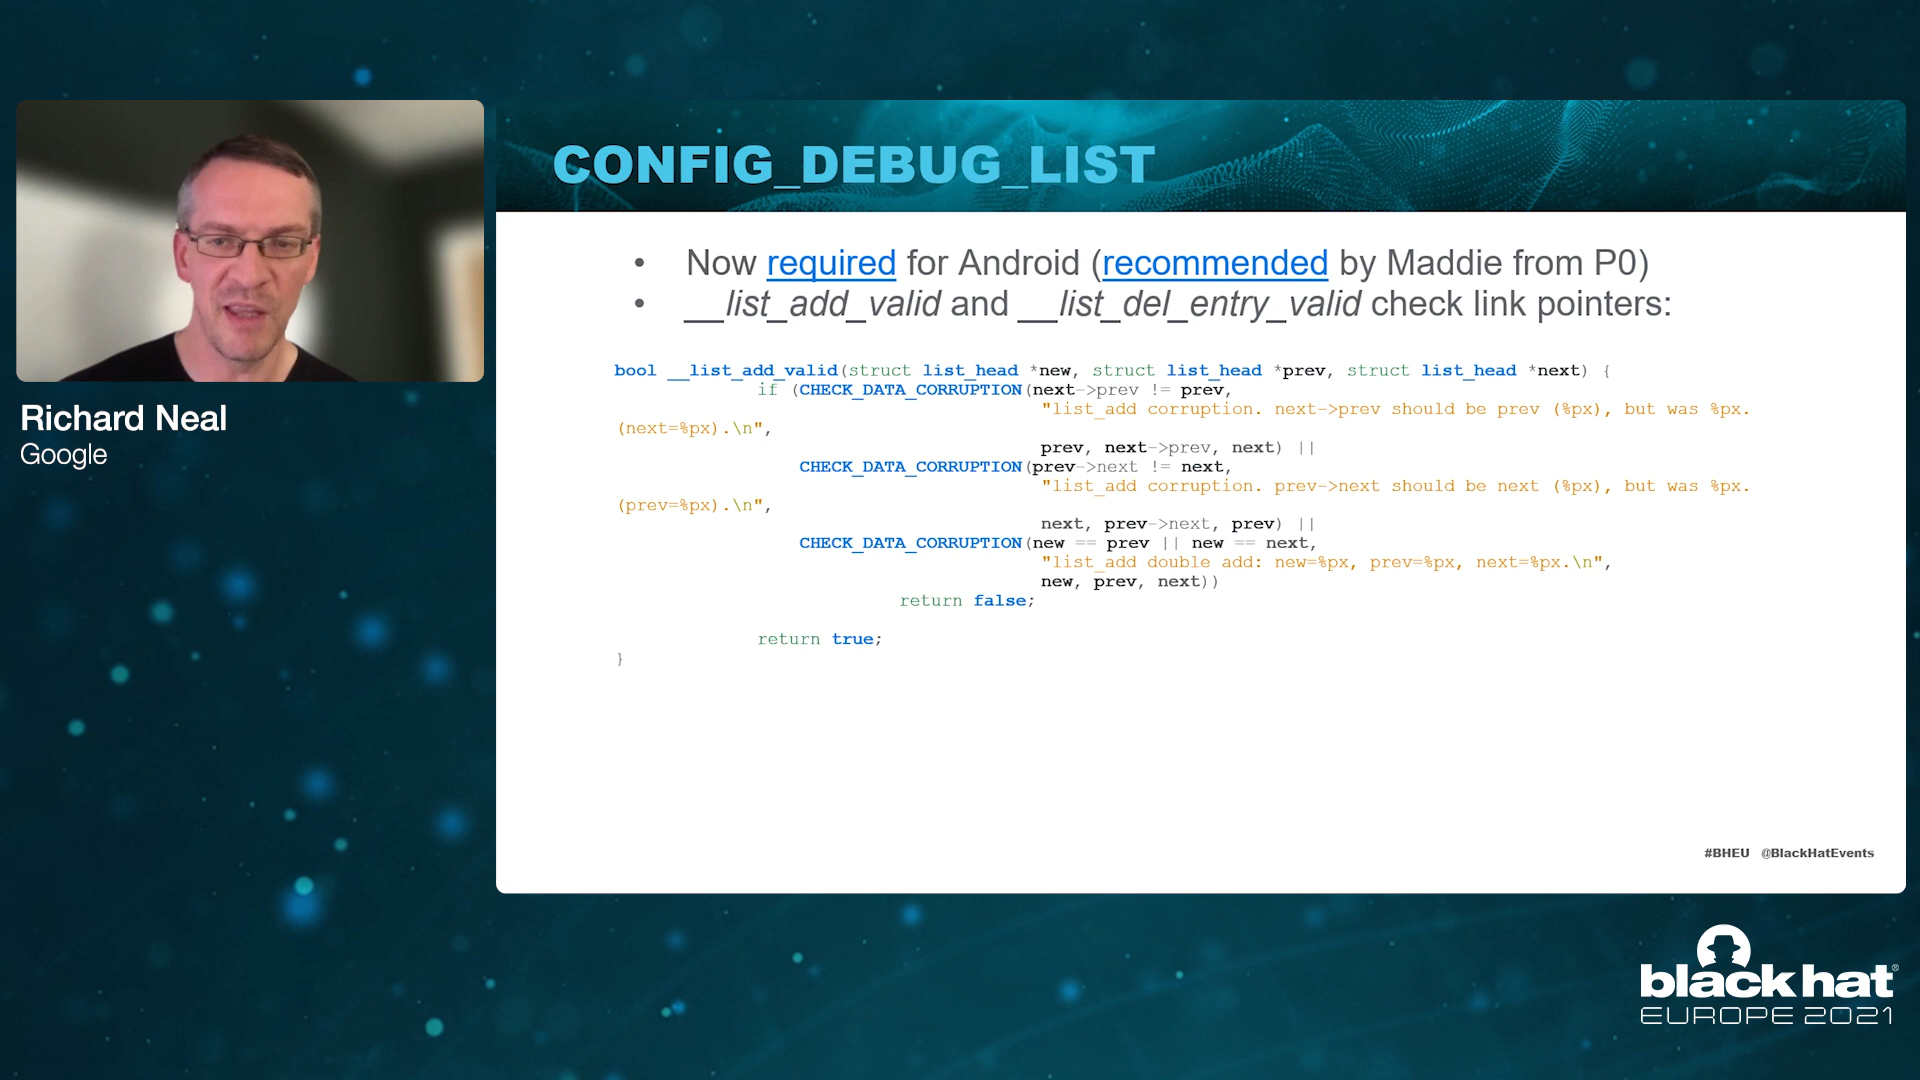 CONFIG_DEBUG_LIST
Richard Neal
Google
• Now required for Android (recommended by Maddie from P0)
• __list_add_valid and __list_del_entry_valid check link pointers:
bool __list_add_valid(struct list_head *new, struct list_head *prev, struct list_head *next) {
if (CHECK_DATA_CORRUPTION(next->prev != prev,
"list_add corruption. next->prev should be prev (%px), but was %px.
(next=%px).\n",
prev, next->prev, next) ||
CHECK_DATA_CORRUPTION(prev->next != next,
"list_add corruption. prev->next should be next (%px), but was %px.
(prev=%px).\n",
next, prev->next, prev) ||
CHECK_DATA_CORRUPTION(new == prev || new == next,
"list_add double add: new=%px, prev=%px, next=%px.\n",
new, prev, next))
return false;
return true;
}
#BHEU @BlackHatEvents
black hat®
EUROPE 2021